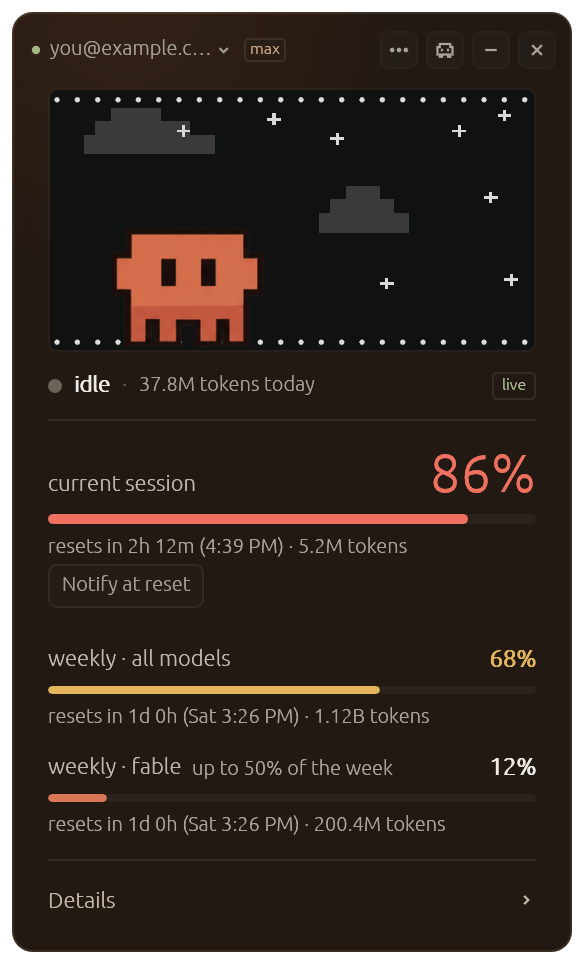 you@example.c... max
idle · 37.8M tokens today live
current session 86%
resets in 2h 12m (4:39 PM) · 5.2M tokens
Notify at reset
weekly · all models 68%
resets in 1d 0h (Sat 3:26 PM) · 1.12B tokens
weekly · fable up to 50% of the week 12%
resets in 1d 0h (Sat 3:26 PM) · 200.4M tokens
Details